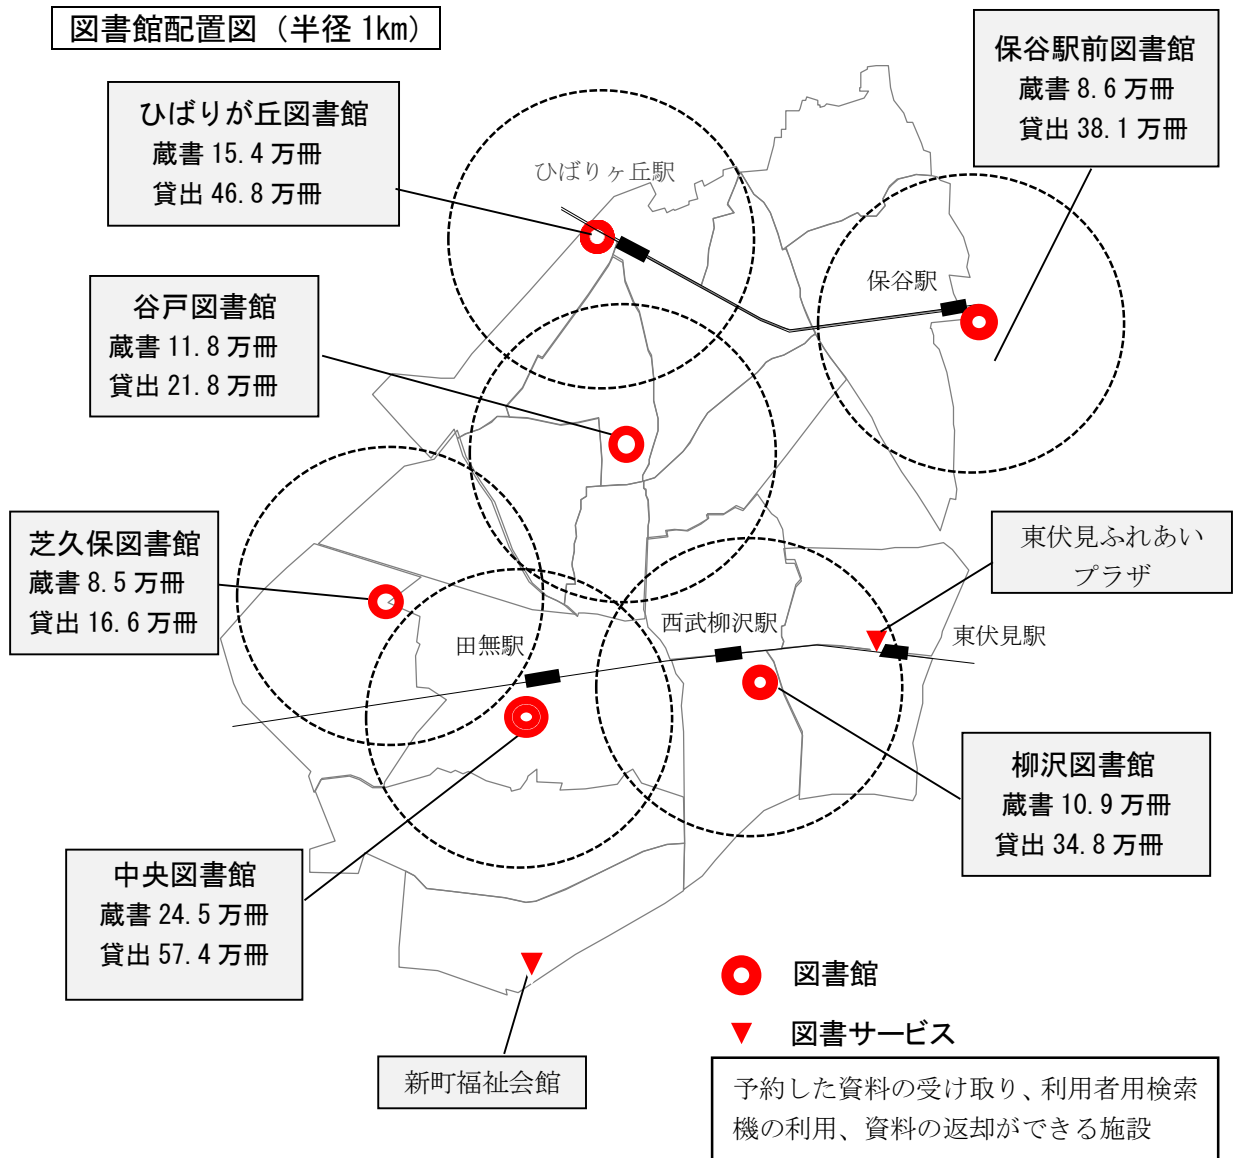 図書館配置図（半径 1km）
保谷駅前図書館
蔵書 8.6 万冊
貸出 38.1 万冊
ひばりが丘図書館
蔵書 15.4 万冊
貸出 46.8 万冊
ひばりヶ丘駅
保谷駅
谷戸図書館
蔵書 11.8 万冊
貸出 21.8 万冊
芝久保図書館
蔵書 8.5 万冊
貸出 16.6 万冊
東伏見ふれあい
プラザ
西武柳沢駅
東伏見駅
田無駅
柳沢図書館
蔵書 10.9 万冊
貸出 34.8 万冊
中央図書館
蔵書 24.5 万冊
貸出 57.4 万冊
図書館
図書サービス
新町福祉会館
予約した資料の受け取り、利用者用検索
機の利用、資料の返却ができる施設